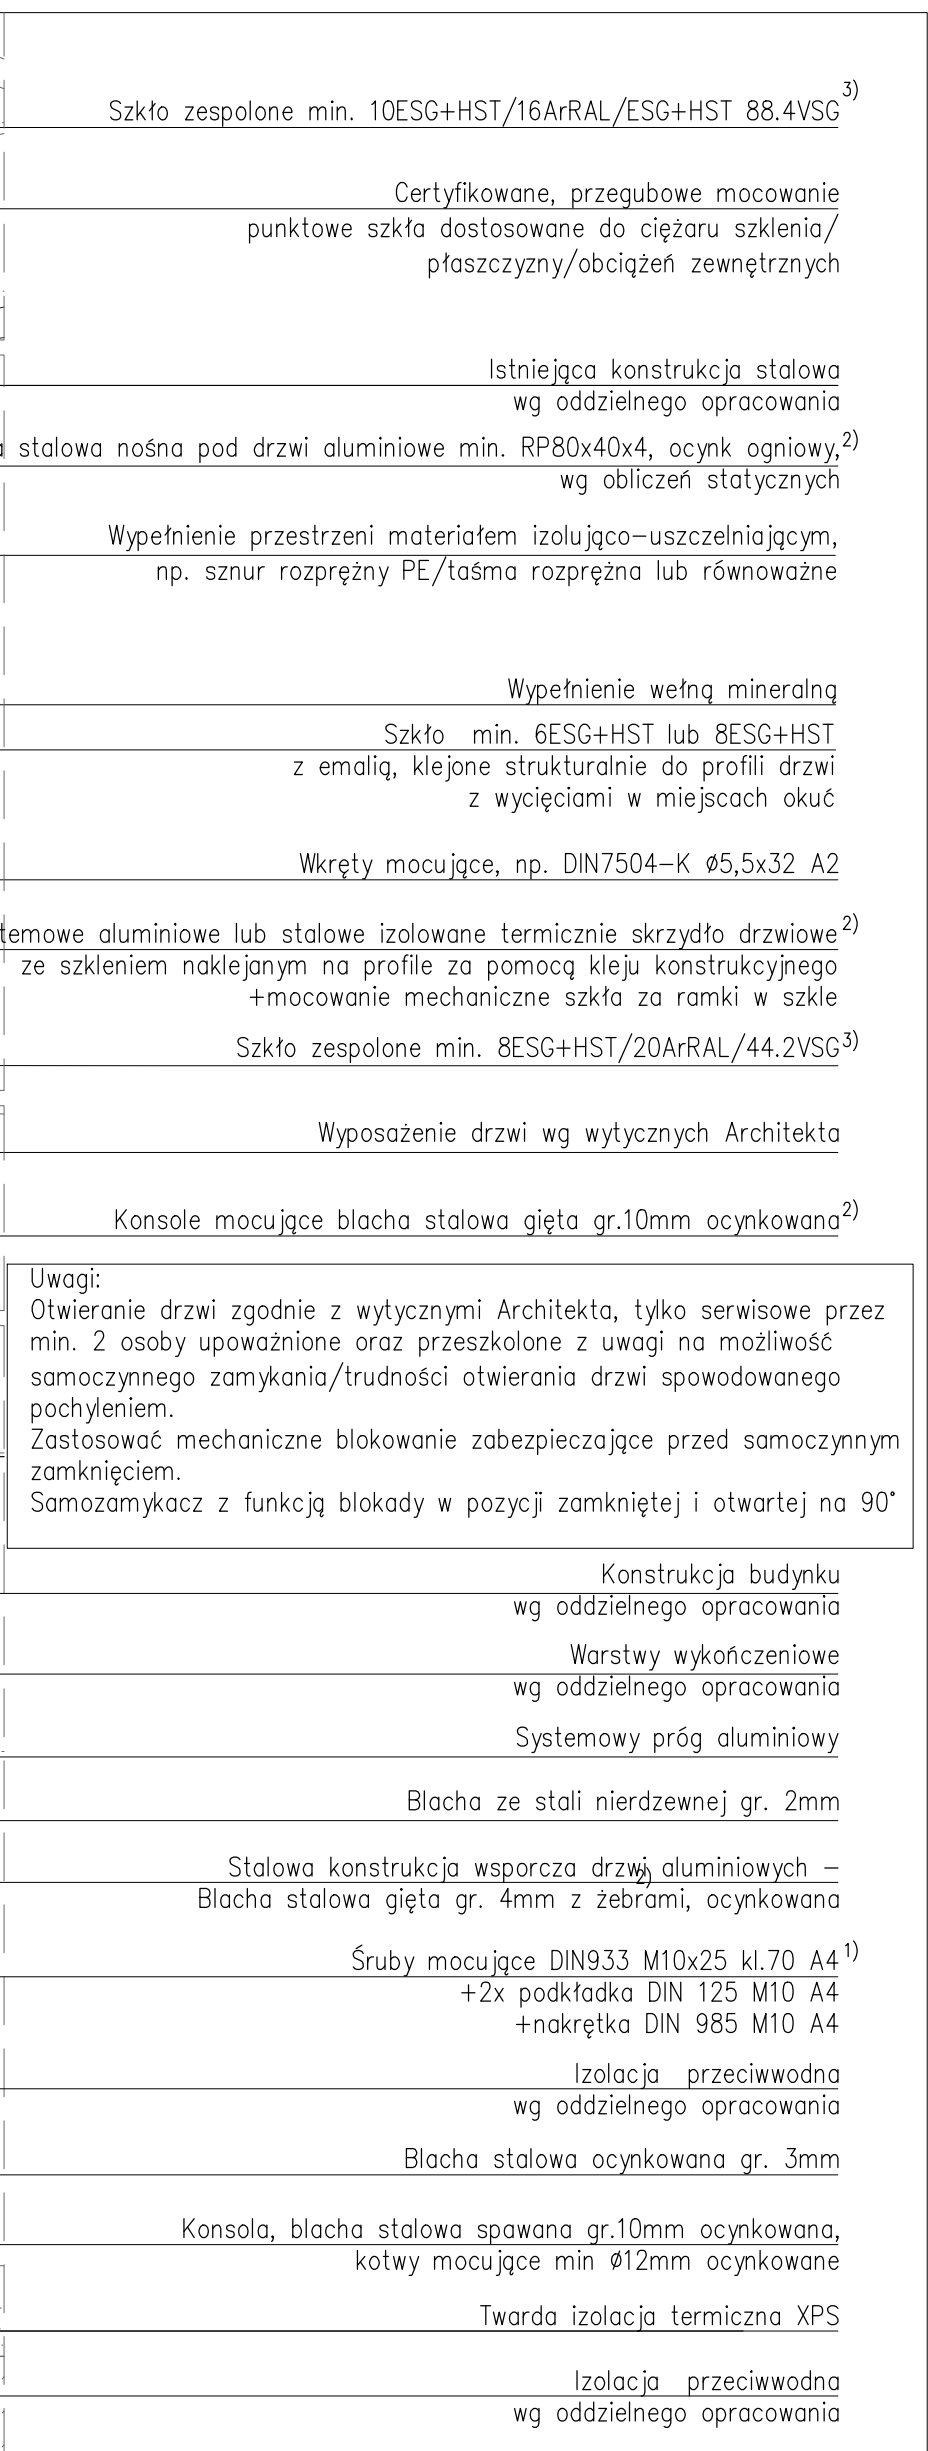 Szkło zespolone min. 10ESG+HST/16ArRAL/ESG+HST 88.4VSG 3)
Certyfikowane, przegubowe mocowanie
punktowe szkła dostosowane do ciężaru szklenia/
płaszczyzny/obciążeń zewnętrznych
Istniejąca konstrukcja stalowa
wg oddzielnego opracowania
stalowa nośna pod drzwi aluminiowe min. RP80x40x4, ocynk ogniowy, 2)
wg obliczeń statycznych
Wypełnienie przestrzeni materiałem izolująco-uszczelniającym,
np. sznur rozprężny PE/taśma rozprężna lub równoważne
Wypełnienie wełną mineralną
Szkło min. 6ESG+HST lub 8ESG+HST
z emalią, klejone strukturalnie do profili drzwi
z wycięciami w miejscach okuć
Wkręty mocujące, np. DIN7504-K Ø5,5x32 A2
temowe aluminiowe lub stalowe izolowane termicznie skrzydło drzwiowe 2)
ze szkleniem naklejanym na profile za pomocą kleju konstrukcyjnego
+mocowanie mechaniczne szkła za ramki w szkle
Szkło zespolone min. 8ESG+HST/20ArRAL/44.2VSG 3)
Wyposażenie drzwi wg wytycznych Architekta
Konsole mocujące blacha stalowa gięta gr.10mm ocynkowana 2)
Uwagi:
Otwieranie drzwi zgodnie z wytycznymi Architekta, tylko serwisowe przez
min. 2 osoby upoważnione oraz przeszkolone z uwagi na możliwość
samoczynnego zamykania/trudności otwierania drzwi spowodowanego
pochyleniem.
Zastosować mechaniczne blokowanie zabezpieczające przed samoczynnym
zamknięciem.
Samozamykacz z funkcją blokady w pozycji zamkniętej i otwartej na 90°
Konstrukcja budynku
wg oddzielnego opracowania
Warstwy wykończeniowe
wg oddzielnego opracowania
Systemowy próg aluminiowy
Blacha ze stali nierdzewnej gr. 2mm
Stalowa konstrukcja wsporcza drzwi aluminiowych -
2)
Blacha stalowa gięta gr. 4mm z żebrami, ocynkowana
Śruby mocujące DIN933 M10x25 kl.70 A4 1)
+2x podkładka DIN 125 M10 A4
+nakrętka DIN 985 M10 A4
Izolacja przeciwwodna
wg oddzielnego opracowania
Blacha stalowa ocynkowana gr. 3mm
Konsola, blacha stalowa spawana gr.10mm ocynkowana,
kotwy mocujące min Ø12mm ocynkowane
Twarda izolacja termiczna XPS
Izolacja przeciwwodna
wg oddzielnego opracowania